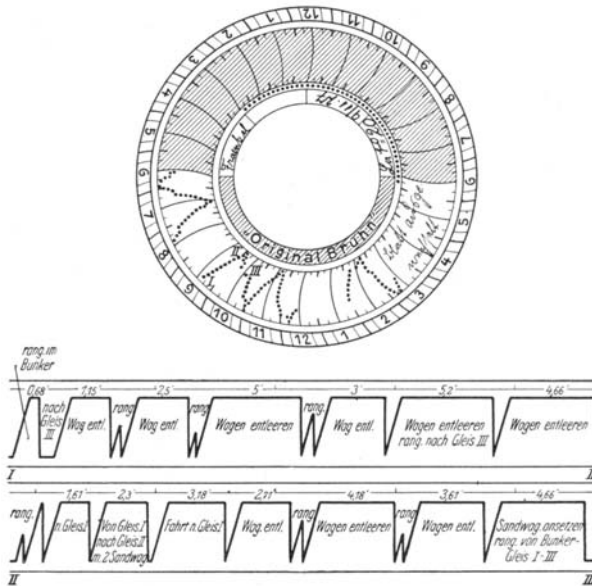 12
11
10
9
8
7
6
5
4
3
2
1
12
11
10
9
8
7
6
5
4
3
2
1
"Original Bruhn"
I
II
III
rang. im
Bunker
0,68' 1,15' 2,5' 5' 3' 5,2' 4,66'
nach
Gleis
III
Wag. entl.
rang.
Wag. entl.
rang.
Wagen entleeren
rang.
Wag. entl.
Wagen entleeren
rang. nach Gleis III
Wagen entleeren
I II
1,61' 2,3' 3,18' 2,71' 4,18' 3,61' 4,66'
rang.
n. Gleis I
Von Gleis I
nach Gleis II
m. 2 Sandwag.
Fahrt n. Gleis I
Wag. entl.
rang.
Wagen entleeren
rang.
Wagen entl.
Sandwag. ansetzen
rang. von Bunker-
Gleis I-III
II III